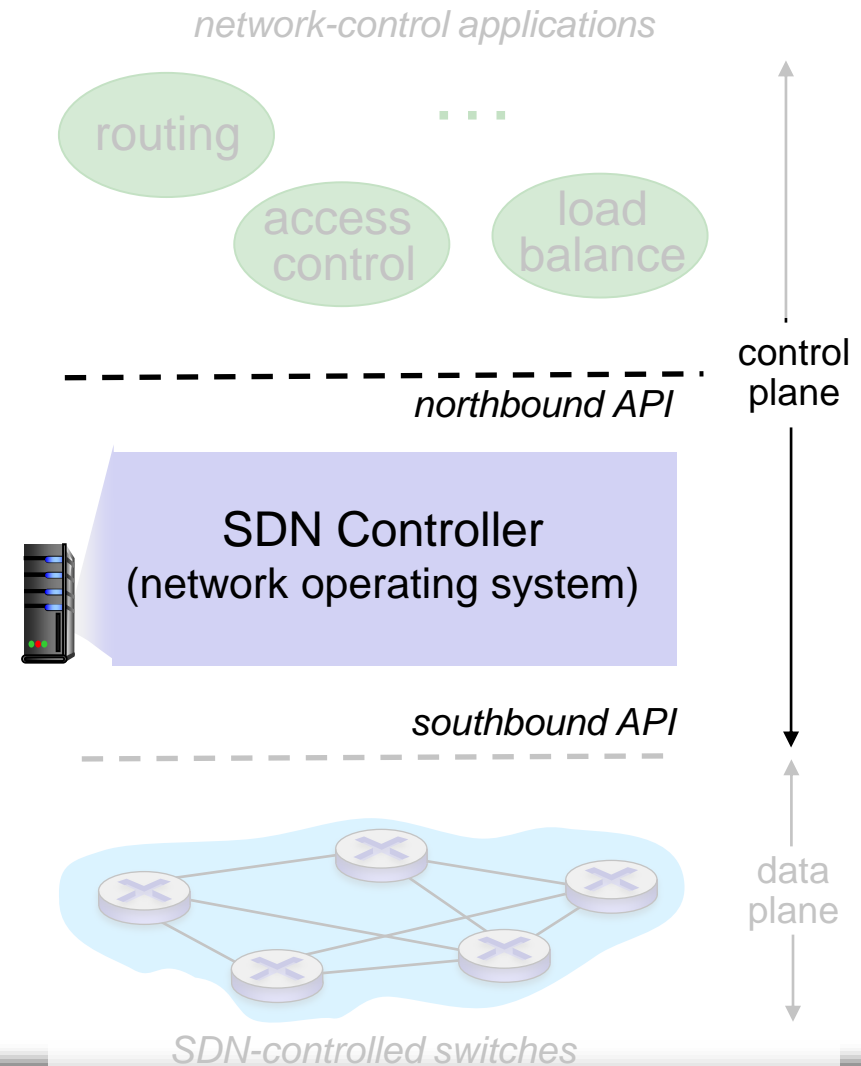 network-control applications
routing
. . .
access
control
load
balance
control
plane
northbound API
SDN Controller
(network operating system)
southbound API
data
plane
SDN-controlled switches